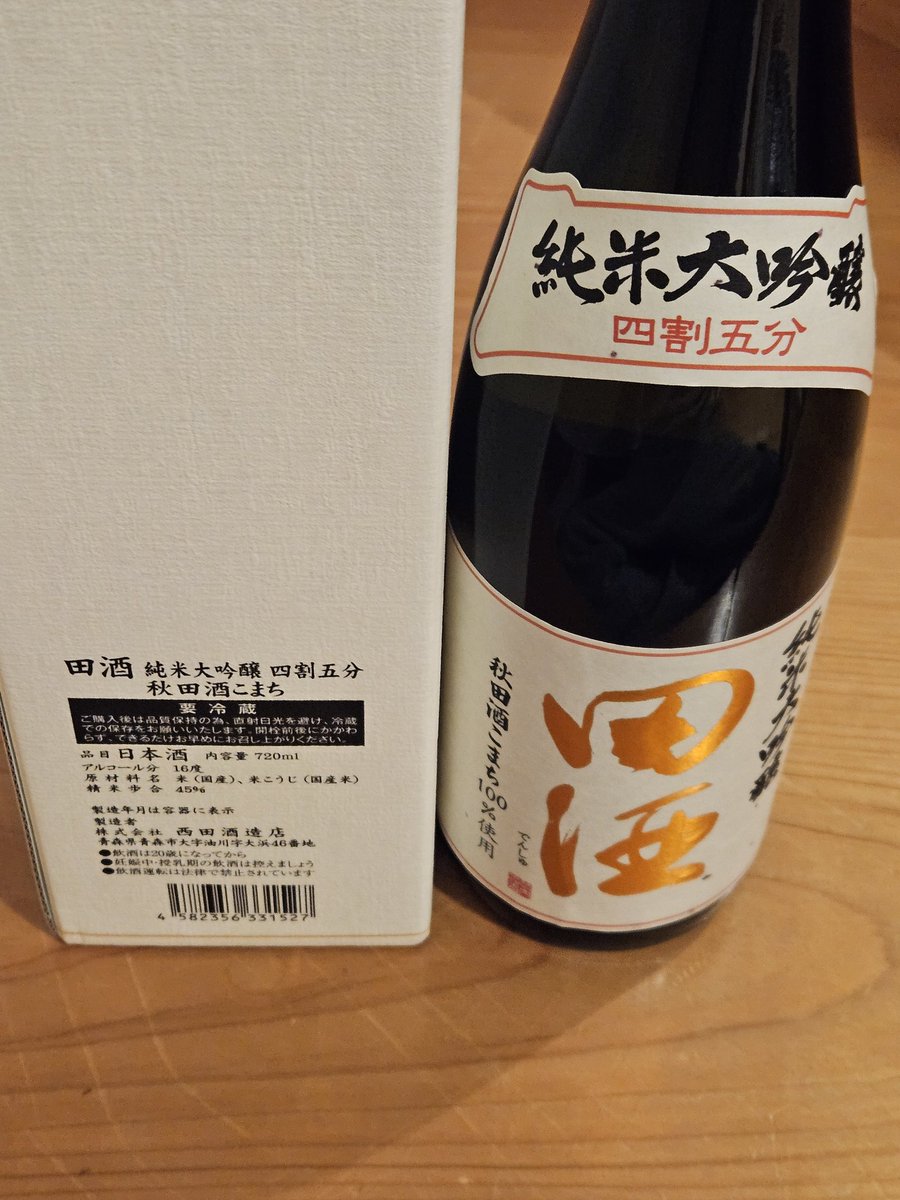 田酒 純米大吟醸 四割五分
秋田酒こまち
要冷蔵
ご購入後は品質保持の為、直射日光を避け、冷蔵
での保存をお願いいたします。開栓前後にかかわ
らず、できるだけお早めにお召し上がりください。
品目 日本酒 内容量 720ml
アルコール分 16度
原材料名 米(国産)、米こうじ(国産米)
精米歩合 45%
製造年月は容器に表示
製造者
株式会社 西田酒造店
青森県青森市大字油川字大浜46番地
●飲酒は20歳になってから
●妊娠中・授乳期の飲酒は控えましょう
●飲酒運転は法律で禁止されています
4 582356 331527
純米大吟醸
四割五分
純米大吟醸
田酒
でんしゅ
秋田酒こまち100%使用